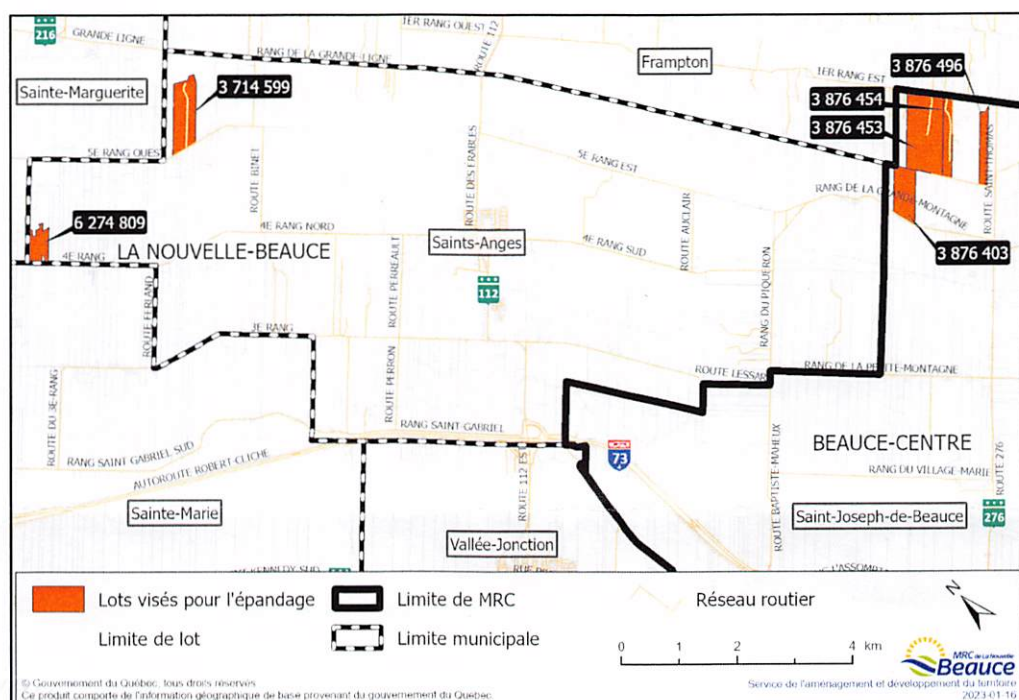 216
GRANDE LIGNE
1ER RANG OUEST
ROUTE 112
RANG DE LA GRANDE LIGNE
Frampton
3 876 496
1ER RANG EST
Sainte-Marguerite
3 714 599
3 876 454
3 876 453
5E RANG OUES
ROUTE BINET
ROUTE DES ÉRABLES
5E RANG EST
RANG DE LA GRANDE-MONTAGNE
ROUTE SAINT-THOMAS
ROUTE AUCLAIR
6 274 809
4E RANG NORD
4E RANG
LA NOUVELLE-BEAUCE
Saints-Anges
4E RANG SUD
3 876 403
ROUTE PERREAULT
112
RANG DU PIQUERON
ROUTE FERLAND
3E RANG
ROUTE LESSAR
RANG DE LA PETITE-MONTAGNE
ROUTE DU 3E-RANG
ROUTE PERRON
RANG SAINT-GABRIEL
BEAUCE-CENTRE
RANG SAINT GABRIEL SUD
AUTOROUTE ROBERT-CLICHE
73
RANG DU VILLAGE-MARIE
ROUTE 276
ROUTE 112 EST
ROUTE BAPTISTE-MAHEUX
Sainte-Marie
Saint-Joseph-de-Beauce
276
Vallée-Jonction
KENNEDY SUD
L'ASSOMPT
Lots visés pour l'épandage
Limite de MRC
Réseau routier
N
Limite de lot
Limite municipale
0 1 2 4 km
MRC de La Nouvelle
Beauce
© Gouvernement du Québec, tous droits réservés
Service de l'aménagement et développement du territoire
Ce produit comporte de l'information géographique de base provenant du gouvernement du Québec.
2023-01-16